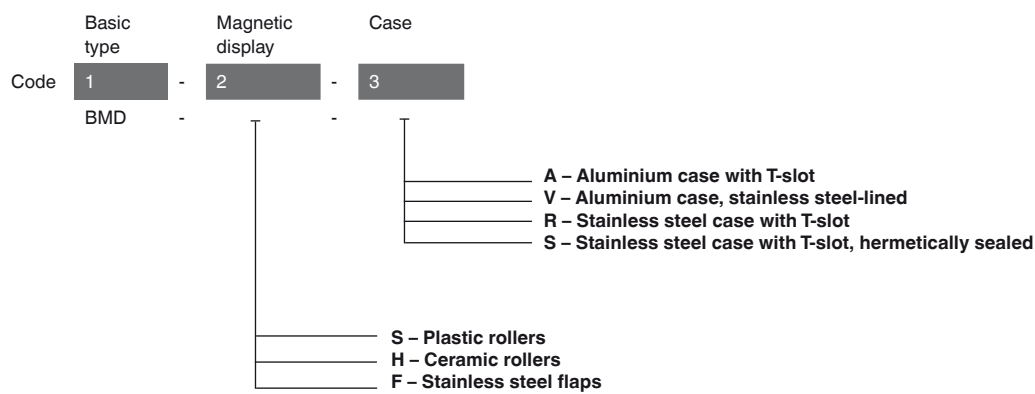 Basic Magnetic Case
type display
Code 1 - 2 - 3
BMD - -
A – Aluminium case with T-slot
V – Aluminium case, stainless steel-lined
R – Stainless steel case with T-slot
S – Stainless steel case with T-slot, hermetically sealed
S – Plastic rollers
H – Ceramic rollers
F – Stainless steel flaps